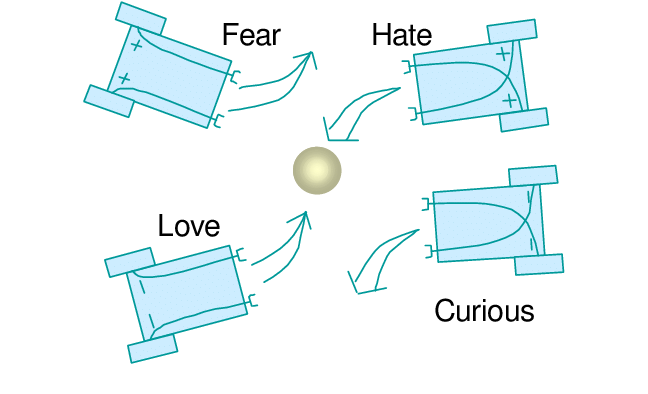 Fear
Hate
+
+
+
+
Love
Curious